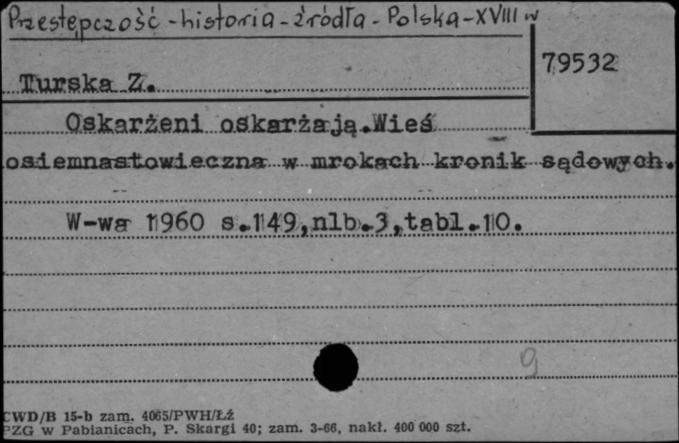 Przestępczość - historia - źródła - Polska - XVIII w
79532
Turska Z.
Oskarżeni oskarżają.Wieś
osiemnastowieczna w mrokach kronik sądowych.
W-wa 1960 s.149,nlb.3,tabl.10.
9
CWD/B 15-b zam. 4065/PWH/Łź
PZG w Pabianicach, P. Skargi 40; zam. 3-66, nakł. 400 000 szt.